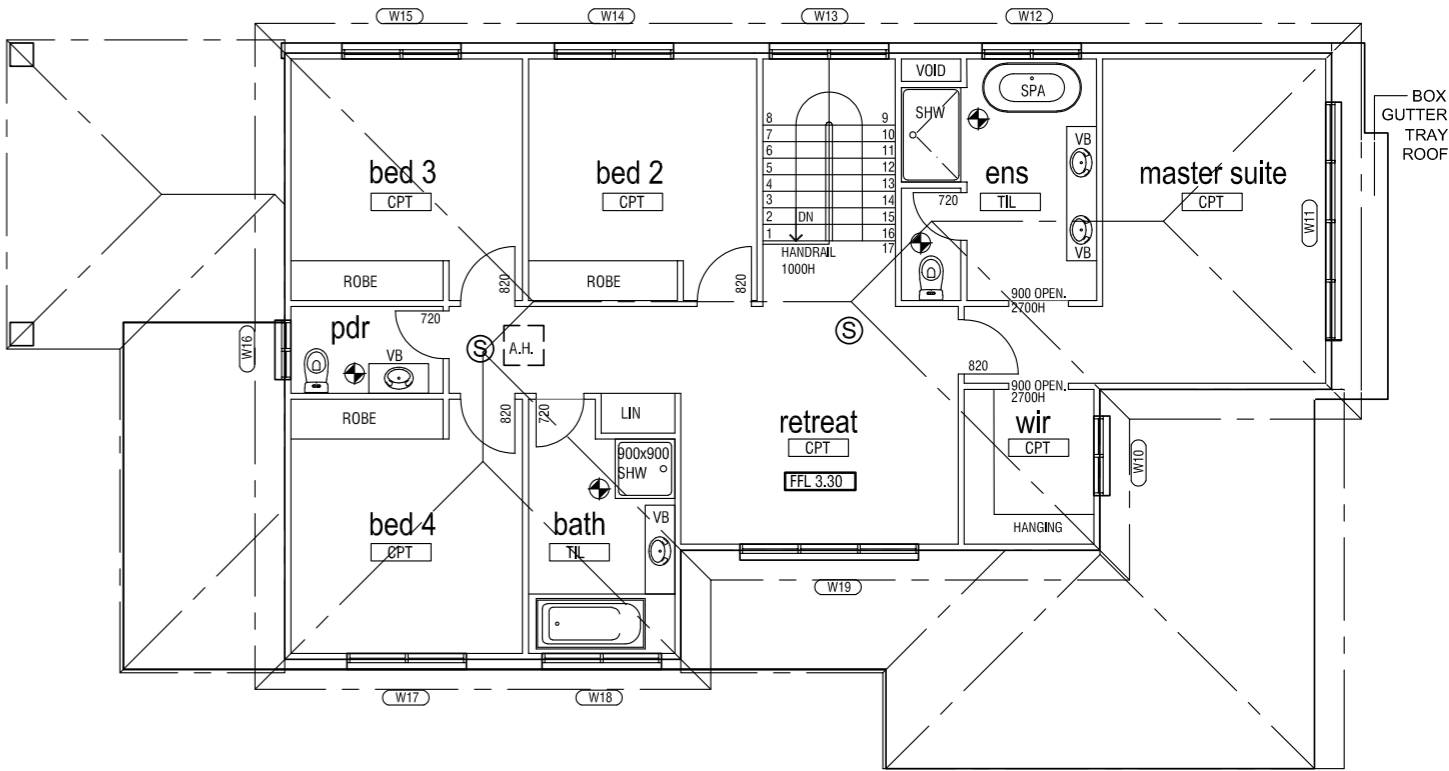 W15
W14
W13
W12
BOX
GUTTER
TRAY
ROOF
VOID
SPA
SHW
VB
8
9
7
10
6
11
5
12
4
13
3
14
2
DN
15
1
16
17
HANDRAIL
1000H
bed 3
CPT
bed 2
CPT
ens
TIL
720
master suite
CPT
W11
VB
ROBE
820
ROBE
820
900 OPEN.
2700H
pdr
720
W16
VB
S
A.H.
S
820
900 OPEN.
2700H
ROBE
820
720
LIN
retreat
CPT
FFL 3.30
wir
CPT
W10
900x900
SHW
HANGING
bed 4
CPT
bath
TIL
VB
W19
W17
W18